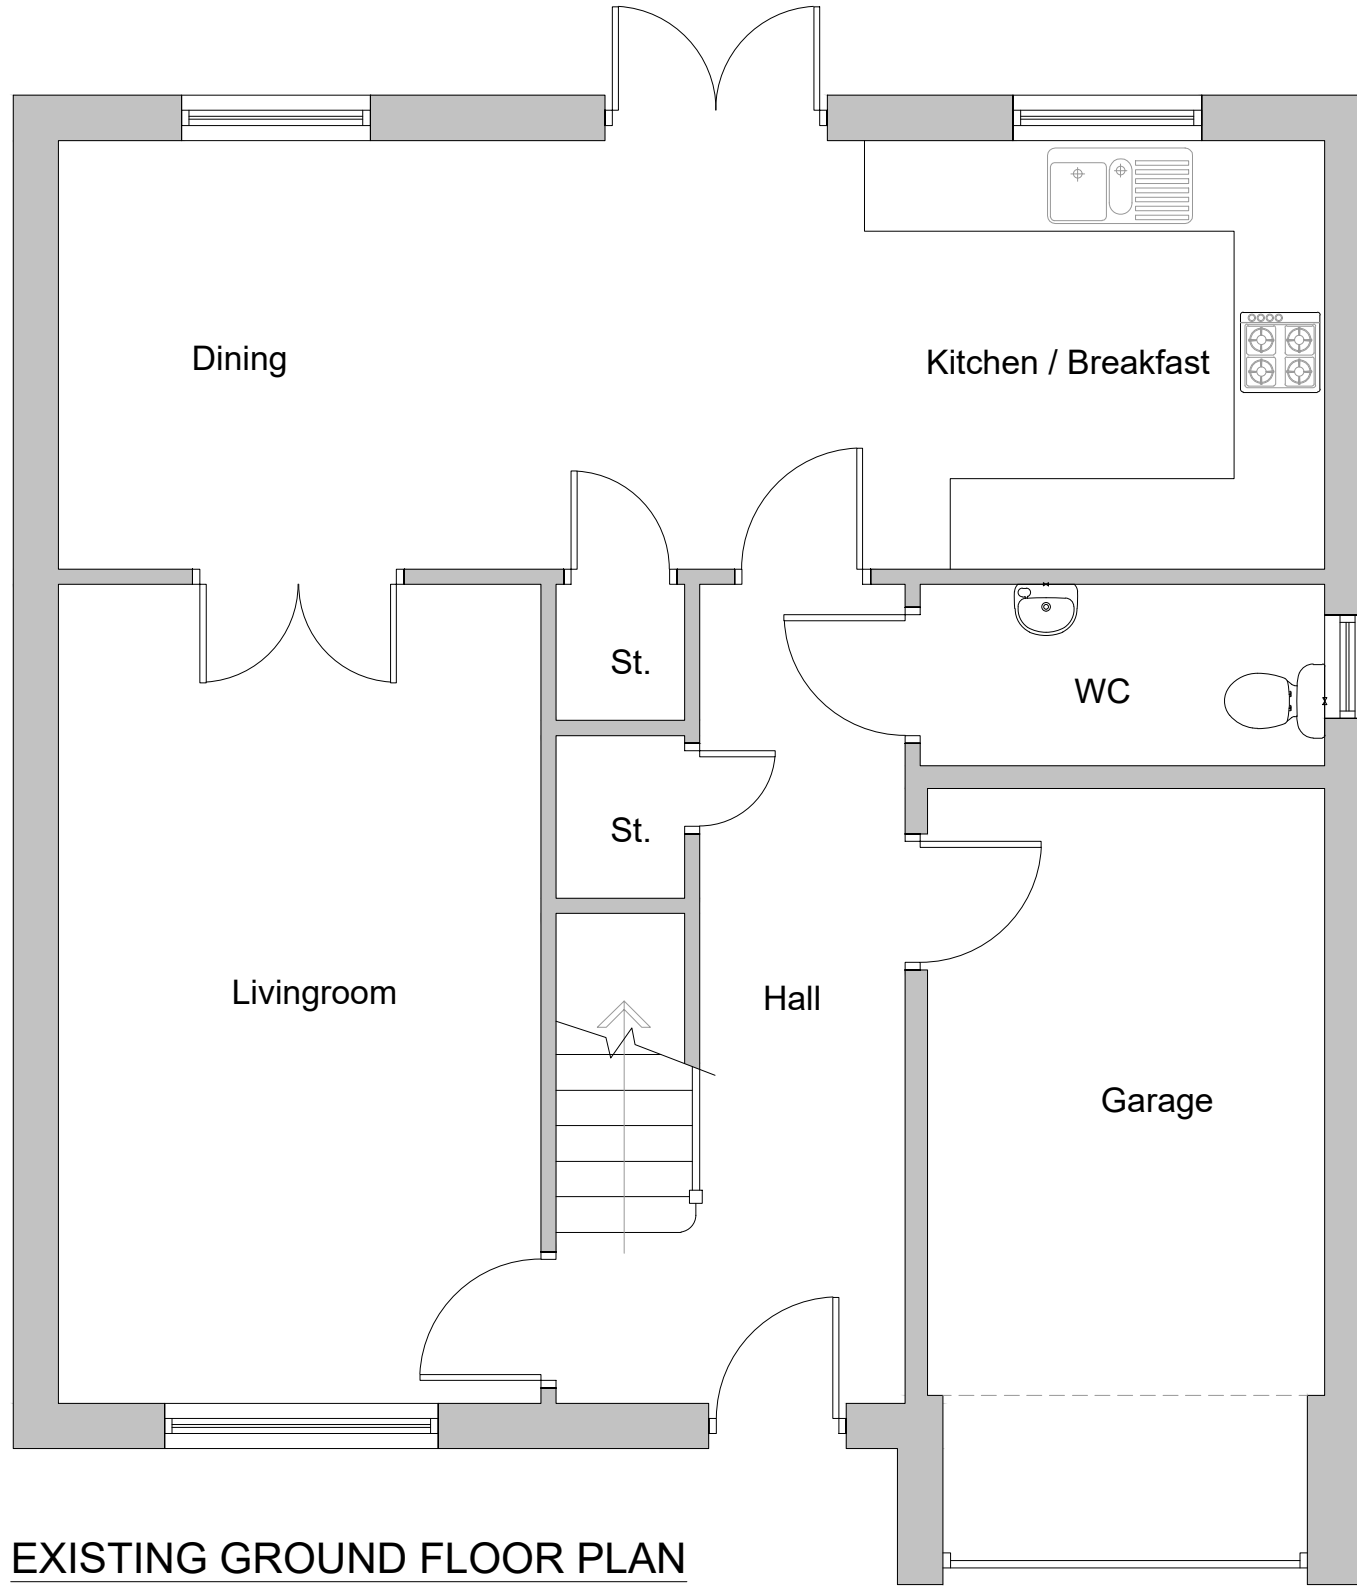 Dining
Kitchen / Breakfast
St.
WC
St.
Livingroom
Hall
Garage
EXISTING GROUND FLOOR PLAN